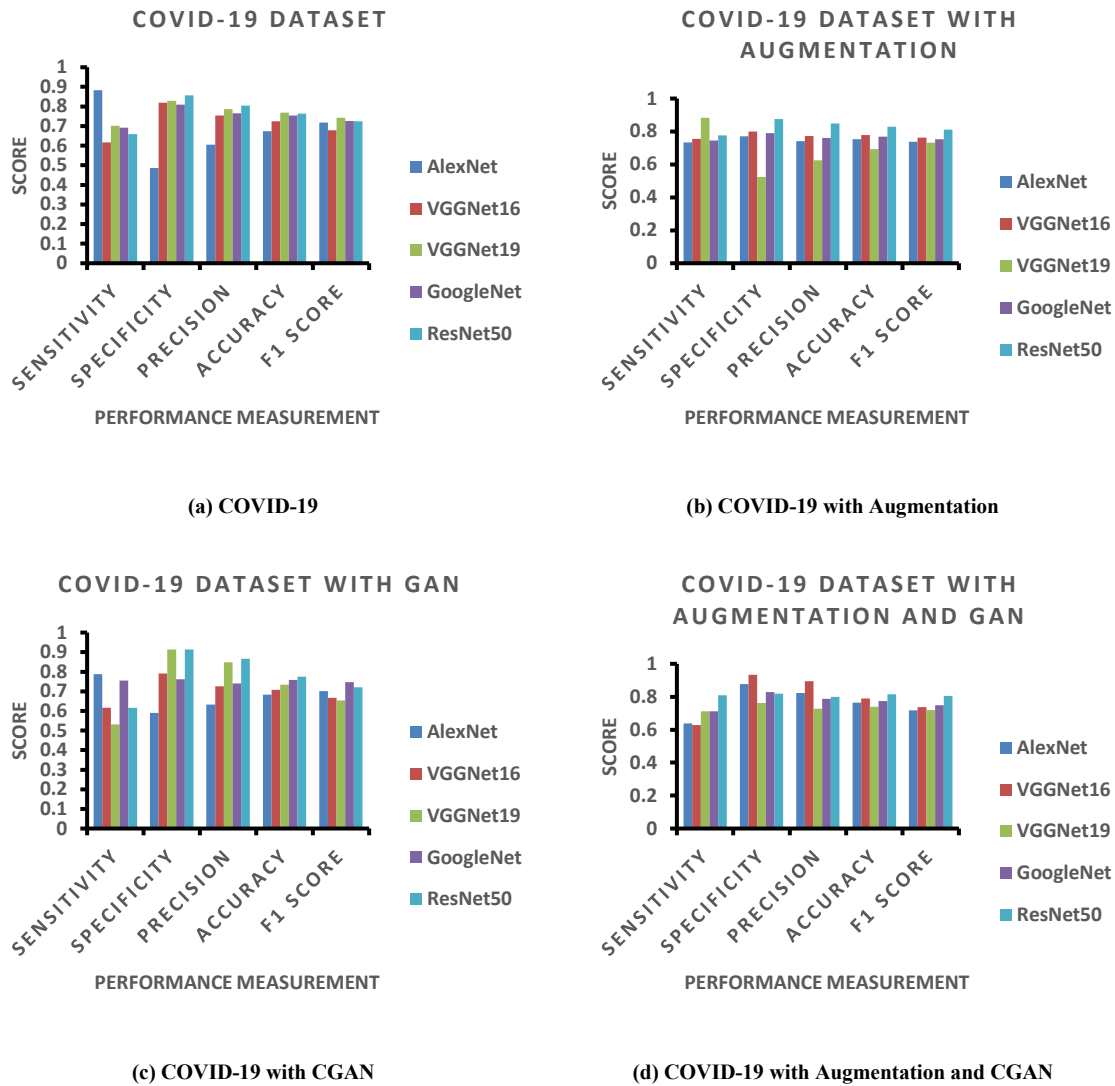 COVID-19 DATASET
1
0.9
0.8
0.7
0.6
0.5
0.4
0.3
0.2
0.1
0
SCORE
SENSITIVITY
SPECIFICITY
PRECISION
ACCURACY
F1 SCORE
PERFORMANCE MEASUREMENT
AlexNet
VGGNet16
VGGNet19
GoogleNet
ResNet50
(a) COVID-19
COVID-19 DATASET WITH
AUGMENTATION
1
0.8
0.6
0.4
0.2
0
SCORE
SENSITIVITY
SPECIFICITY
PRECISION
ACCURACY
F1 SCORE
PERFORMANCE MEASUREMENT
AlexNet
VGGNet16
VGGNet19
GoogleNet
ResNet50
(b) COVID-19 with Augmentation
COVID-19 DATASET WITH GAN
1
0.9
0.8
0.7
0.6
0.5
0.4
0.3
0.2
0.1
0
SCORE
SENSITIVITY
SPECIFICITY
PRECISION
ACCURACY
F1 SCORE
PERFORMANCE MEASUREMENT
AlexNet
VGGNet16
VGGNet19
GoogleNet
ResNet50
(c) COVID-19 with CGAN
COVID-19 DATASET WITH
AUGMENTATION AND GAN
1
0.8
0.6
0.4
0.2
0
SCORE
SENSITIVITY
SPECIFICITY
PRECISION
ACCURACY
F1 SCORE
PERFORMANCE MEASUREMENT
AlexNet
VGGNet16
VGGNet19
GoogleNet
ResNet50
(d) COVID-19 with Augmentation and CGAN